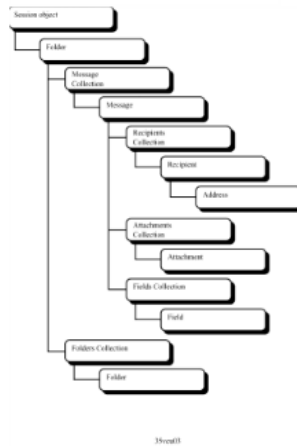 Session object
Folder
Message
Collection
Message
Recipients
Collection
Recipient
Address
Attachments
Collection
Attachment
Fields Collection
Field
Folders Collection
Folder